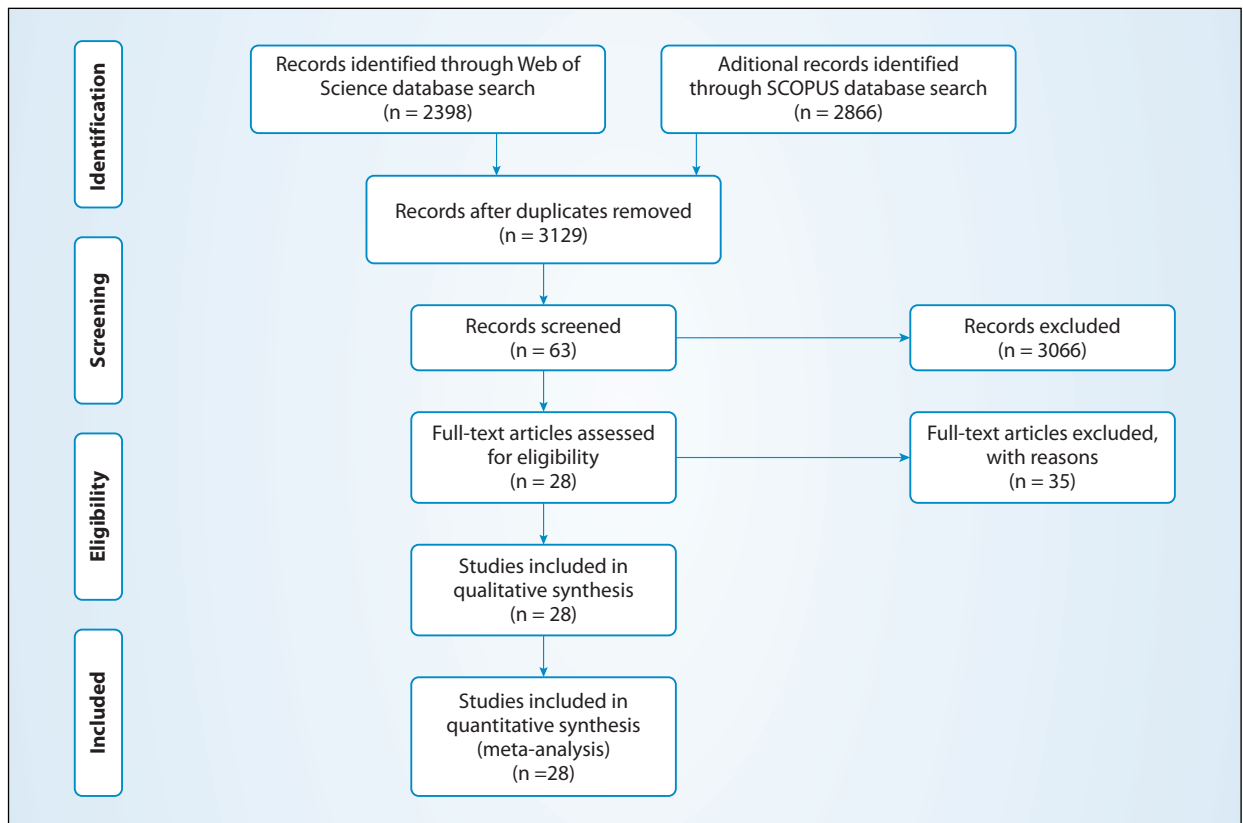 Identification
Records identified through Web of
Science database search
(n = 2398)
Aditional records identified
through SCOPUS database search
(n = 2866)
Records after duplicates removed
(n = 3129)
Screening
Records screened
(n = 63)
Records excluded
(n = 3066)
Eligibility
Full-text articles assessed
for eligibility
(n = 28)
Full-text articles excluded,
with reasons
(n = 35)
Studies included in
qualitative synthesis
(n = 28)
Included
Studies included in
quantitative synthesis
(meta-analysis)
(n =28)